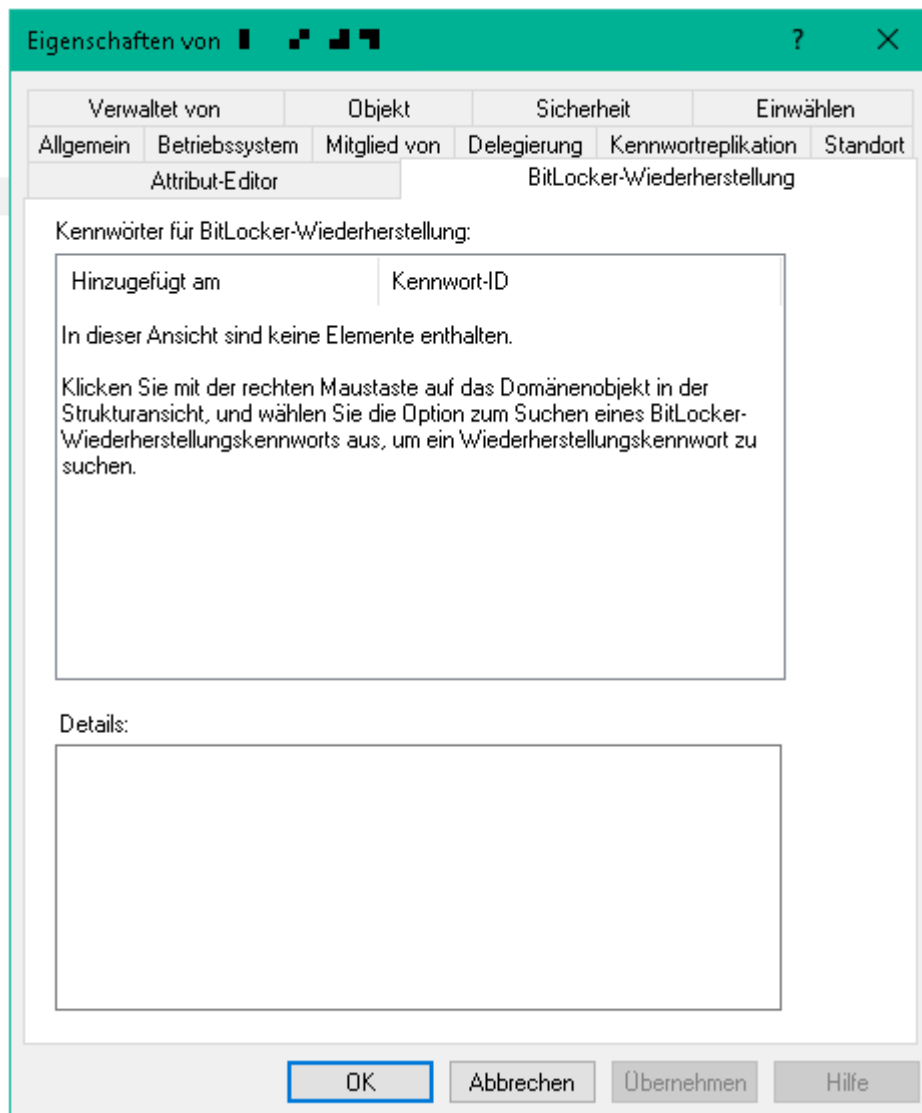 Eigenschaften von
?
Verwaltet von Objekt Sicherheit Einwählen
Allgemein Betriebssystem Mitglied von Delegierung Kennwortreplikation Standort
Attribut-Editor BitLocker-Wiederherstellung
Kennwörter für BitLocker-Wiederherstellung:
Hinzugefügt am Kennwort-ID
In dieser Ansicht sind keine Elemente enthalten.
Klicken Sie mit der rechten Maustaste auf das Domänenobjekt in der
Strukturansicht, und wählen Sie die Option zum Suchen eines BitLocker-
Wiederherstellungskennworts aus, um ein Wiederherstellungskennwort zu
suchen.
Details:
OK Abbrechen Übernehmen Hilfe